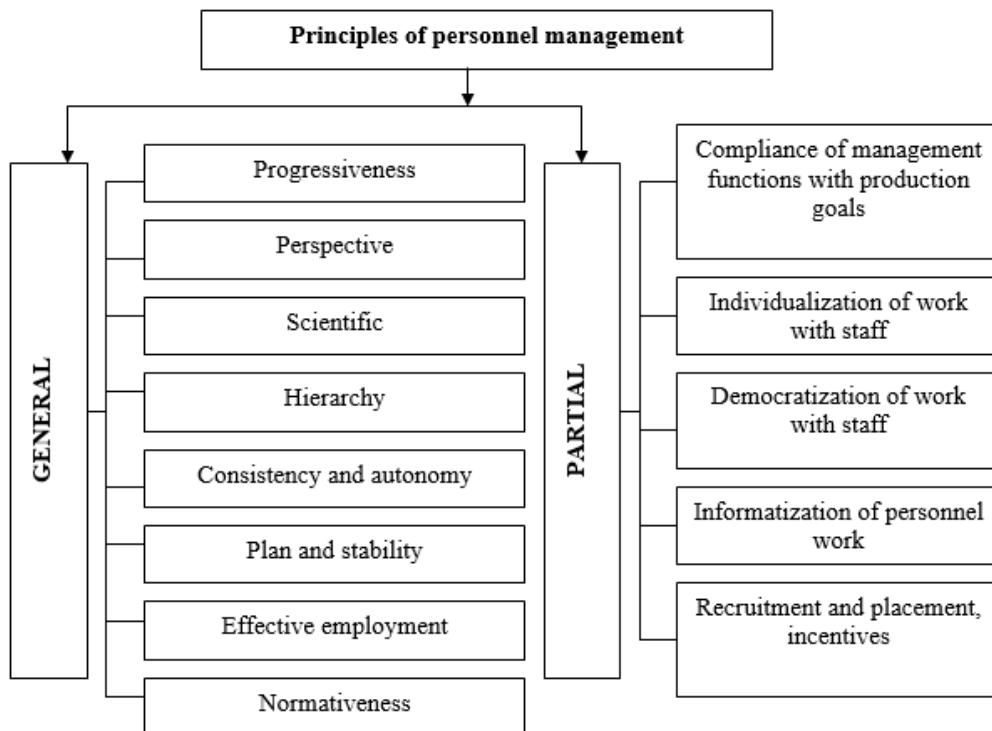 Principles of personnel management
GENERAL
Progressiveness
Perspective
Scientific
Hierarchy
Consistency and autonomy
Plan and stability
Effective employment
Normativeness
PARTIAL
Compliance of management
functions with production
goals
Individualization of work
with staff
Democratization of work
with staff
Informatization of personnel
work
Recruitment and placement,
incentives